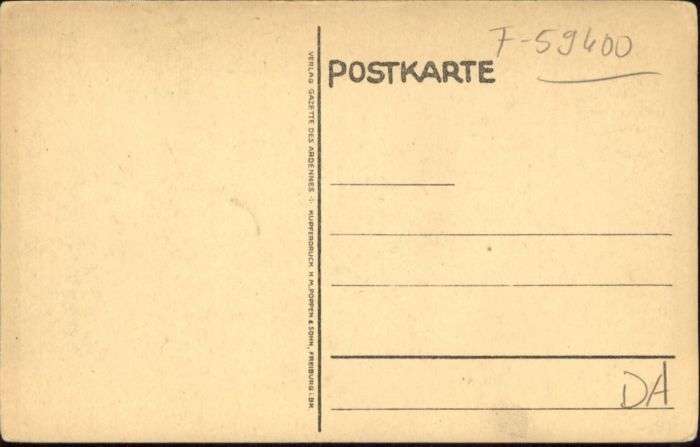 F-59400
POSTKARTE
VERLAG GAZETTE DES ARDENNES ÷ KUPFERDRUCK H. M. POPPEN & SOHN, FREIBURG I. BR.
DA